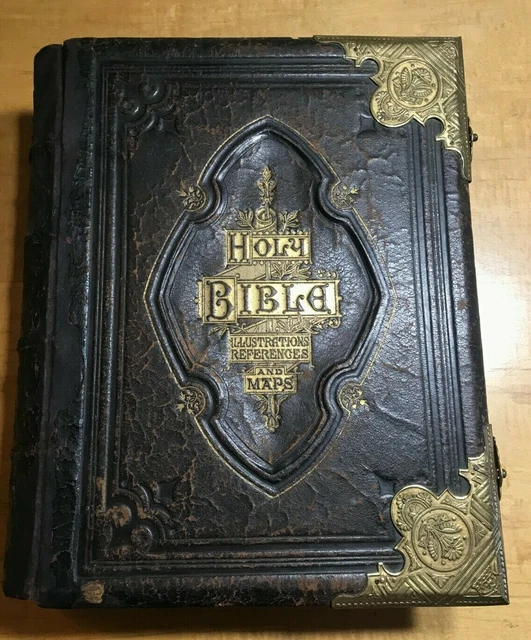 HOLY
BIBLE
ILLUSTRATIONS
REFERENCES
AND
MAPS